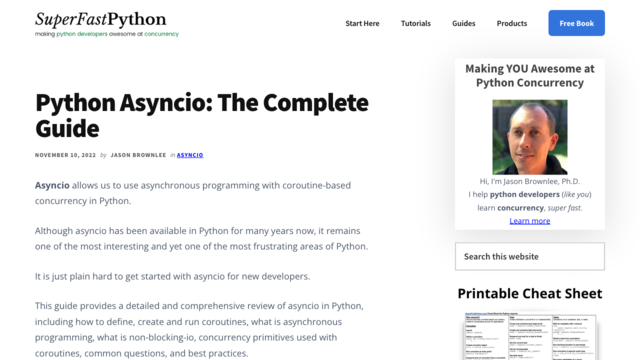 SuperFastPython
making python developers awesome at concurrency
Start Here
Tutorials
Guides
Products
Free Book
Python Asyncio: The Complete
Guide
NOVEMBER 10, 2022 by JASON BROWNLEE in ASYNCIO
Asyncio allows us to use asynchronous programming with coroutine-based
concurrency in Python.
Although asyncio has been available in Python for many years now, it remains
one of the most interesting and yet one of the most frustrating areas of Python.
It is just plain hard to get started with asyncio for new developers.
This guide provides a detailed and comprehensive review of asyncio in Python,
including how to define, create and run coroutines, what is asynchronous
programming, what is non-blocking-io, concurrency primitives used with
coroutines, common questions, and best practices.
Making YOU Awesome at
Python Concurrency
Hi, I'm Jason Brownlee, Ph.D.
I help python developers (like you)
learn concurrency, super fast.
Learn more
Search this website
Printable Cheat Sheet